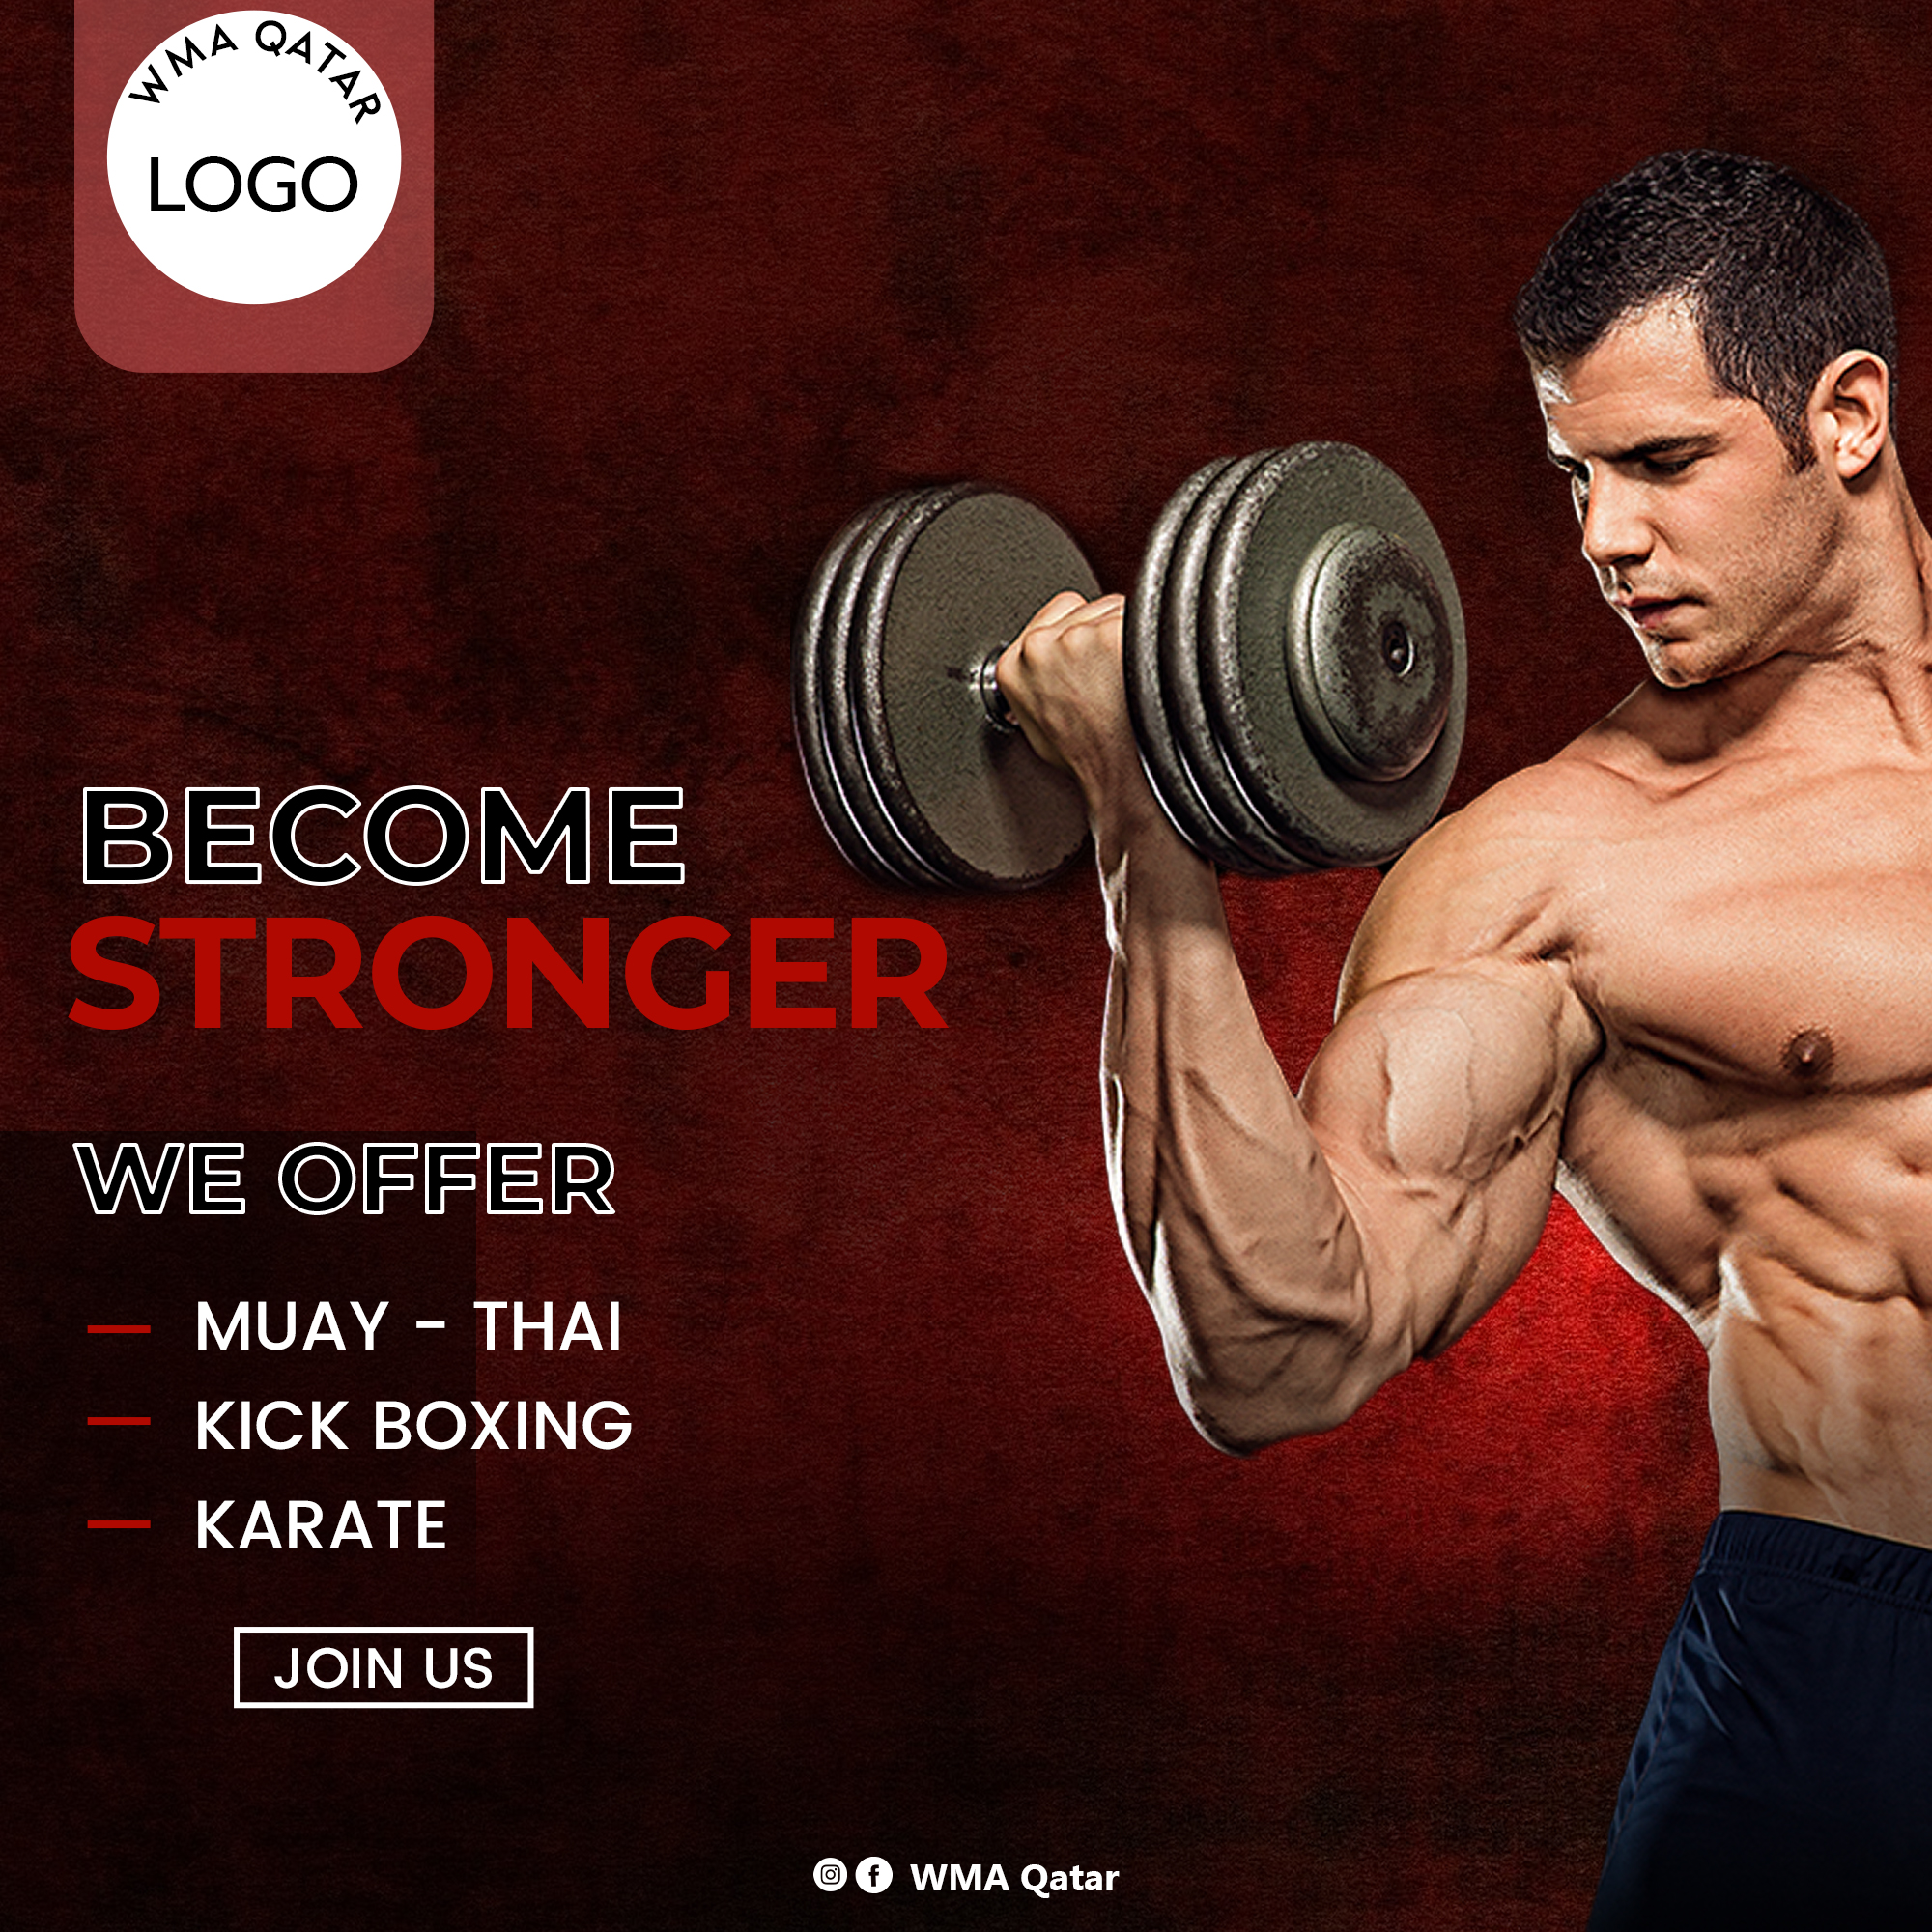 WMA QATAR
LOGO
BECOME
STRONGER
WE OFFER
MUAY - THAI
KICK BOXING
KARATE
JOIN US
WMA Qatar